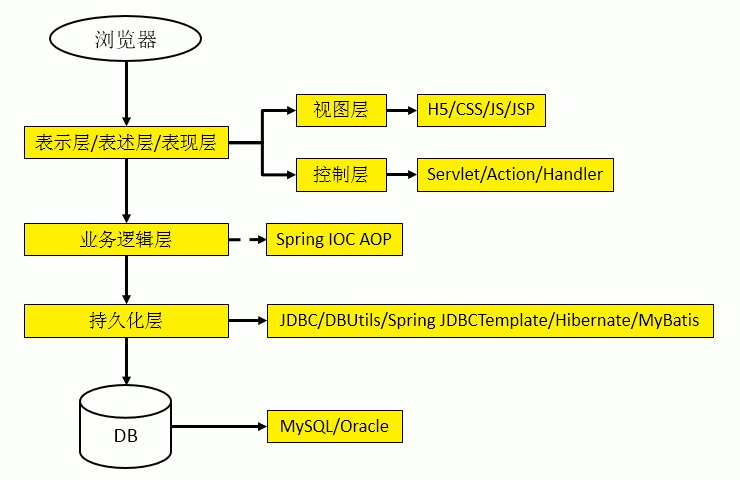 浏览器
视图层
H5/CSS/JS/JSP
表示层/表述层/表现层
控制层
Servlet/Action/Handler
业务逻辑层
Spring IOC AOP
持久化层
JDBC/DBUtils/Spring JDBCTemplate/Hibernate/MyBatis
DB
MySQL/Oracle